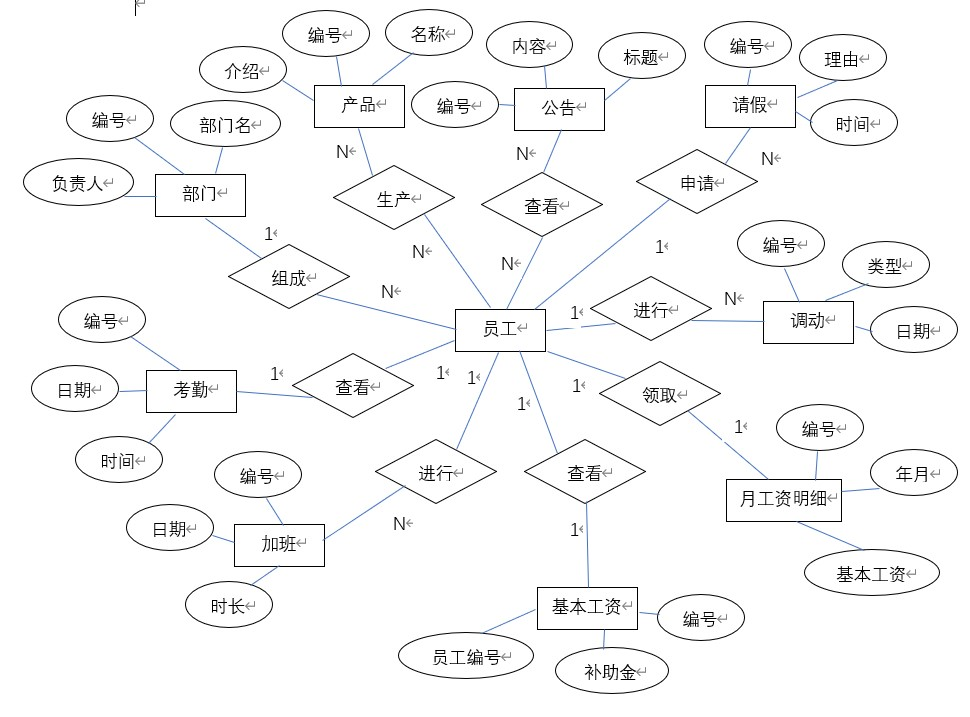 编号
名称
介绍
产品
内容
标题
编号
公告
编号
理由
请假
时间
编号
部门名
负责人
部门
N
N
N
生产
查看
申请
1
组成
N
N
N
1
编号
类型
调动
日期
进行
1
N
员工
编号
日期
考勤
时间
1
查看
1
1
1
1
领取
1
编号
年月
月工资明细
基本工资
进行
查看
编号
日期
加班
时长
N
1
基本工资
编号
员工编号
补助金